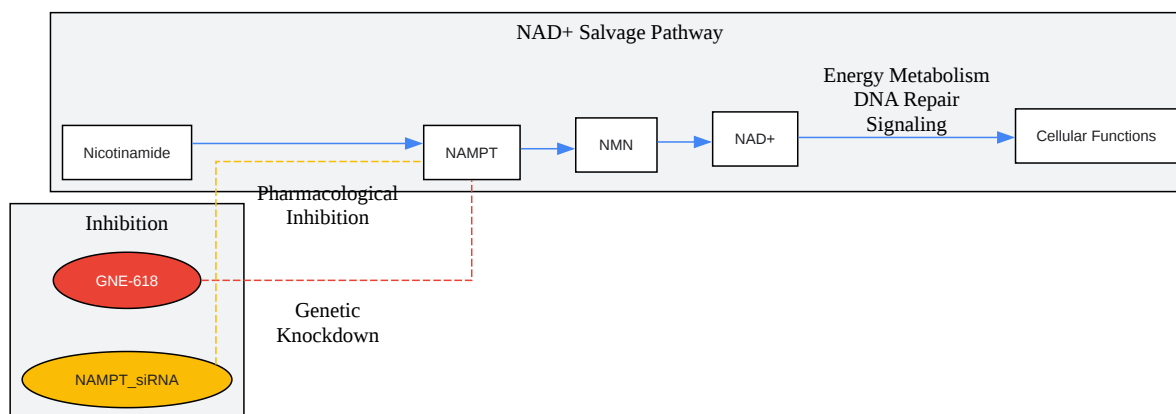 NAD+ Salvage Pathway
Energy Metabolism
DNA Repair
Signaling
Nicotinamide
NAMPT
NMN
NAD+
Cellular Functions
Pharmacological
Inhibition
Inhibition
GNE-618
Genetic
Knockdown
NAMPT_siRNA